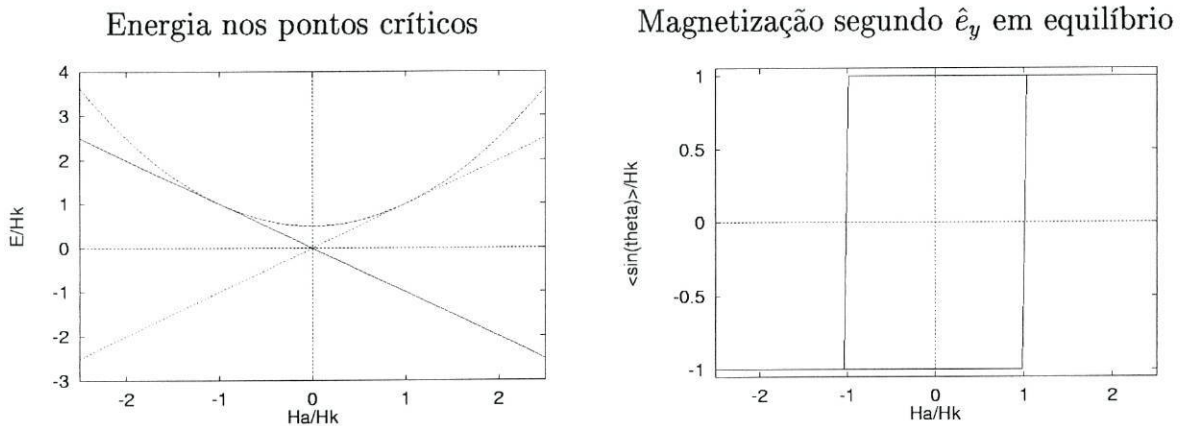 Energia nos pontos críticos
4
3
2
1
0
-1
-2
-3
E/Hk
-2 -1 0 1 2
Ha/Hk
Magnetização segundo ê_y em equilíbrio
1
0.5
0
-0.5
-1
<sin(theta)>/Hk
-2 -1 0 1 2
Ha/Hk